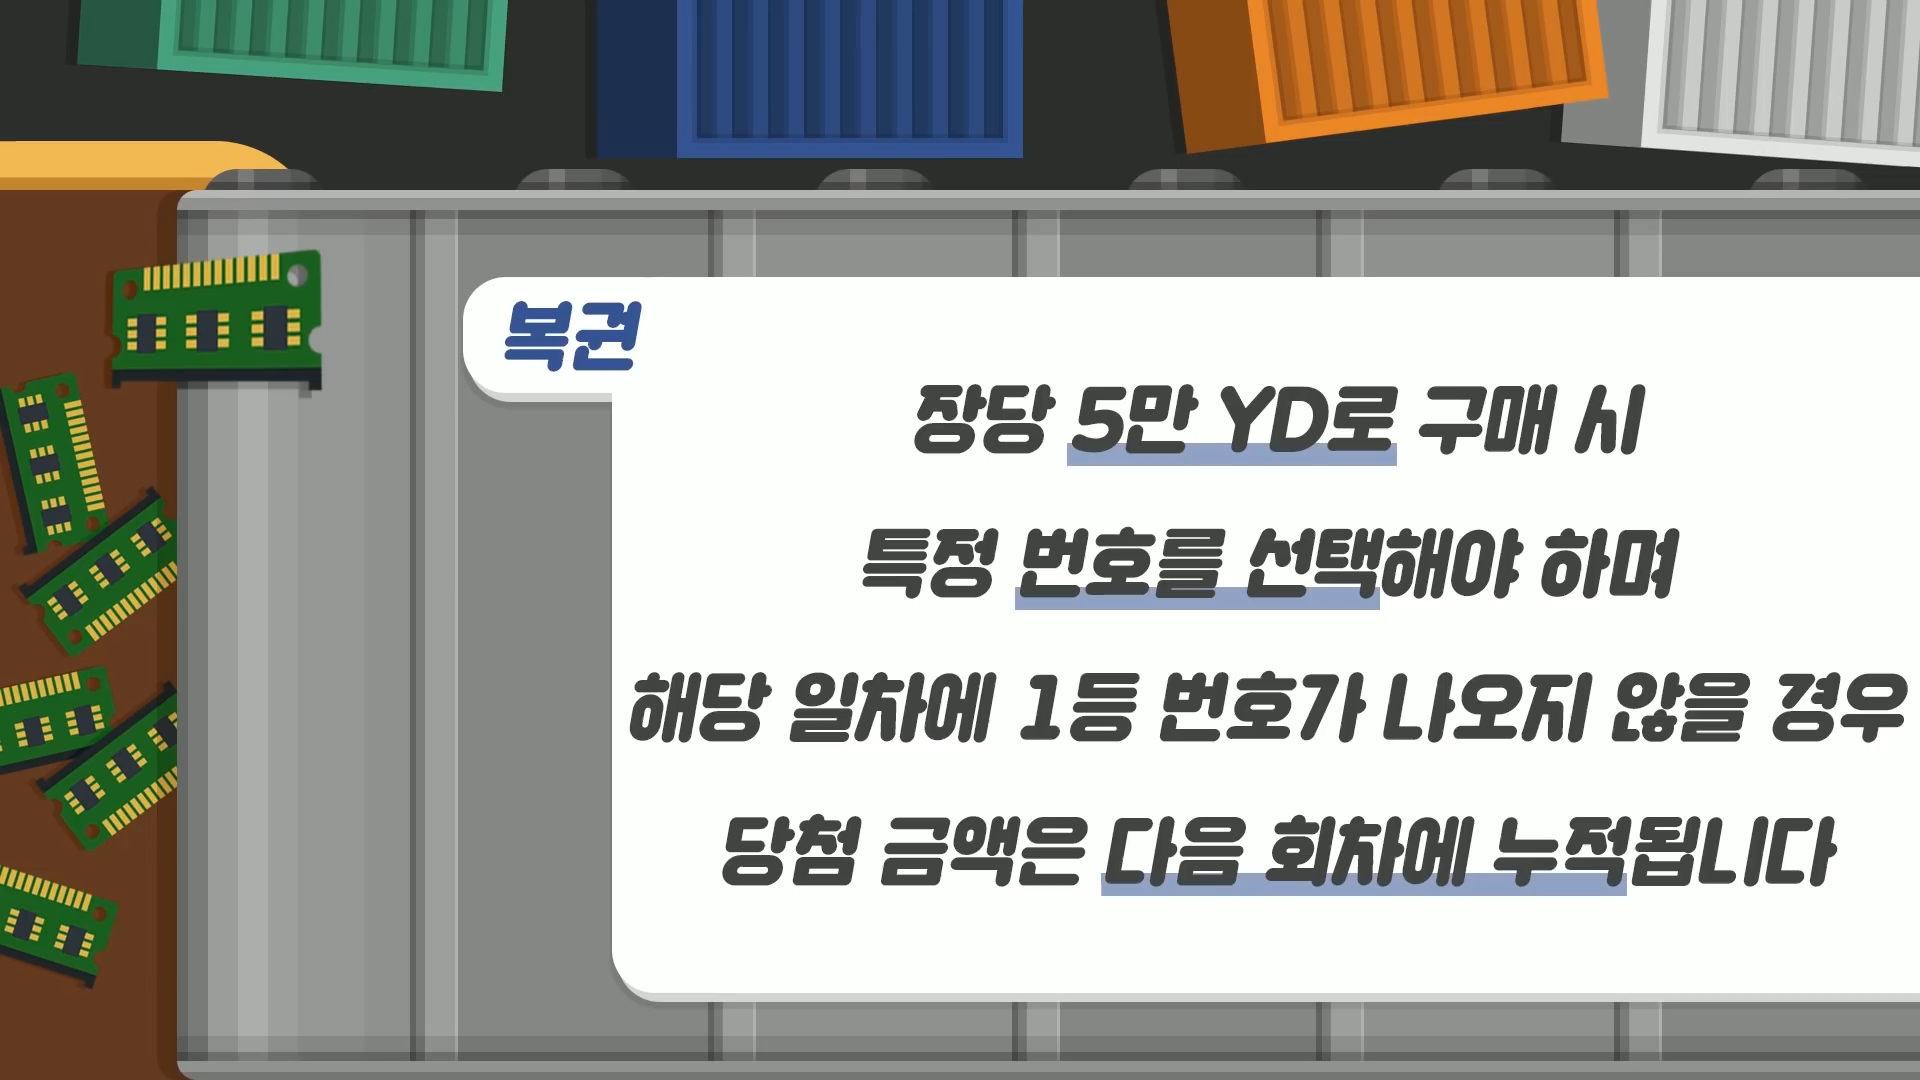 복권
장당 5만 YD로 구매 시
특정 번호를 선택해야 하며
해당 일차에 1등 번호가 나오지 않을 경우
당첨 금액은 다음 회차에 누적됩니다